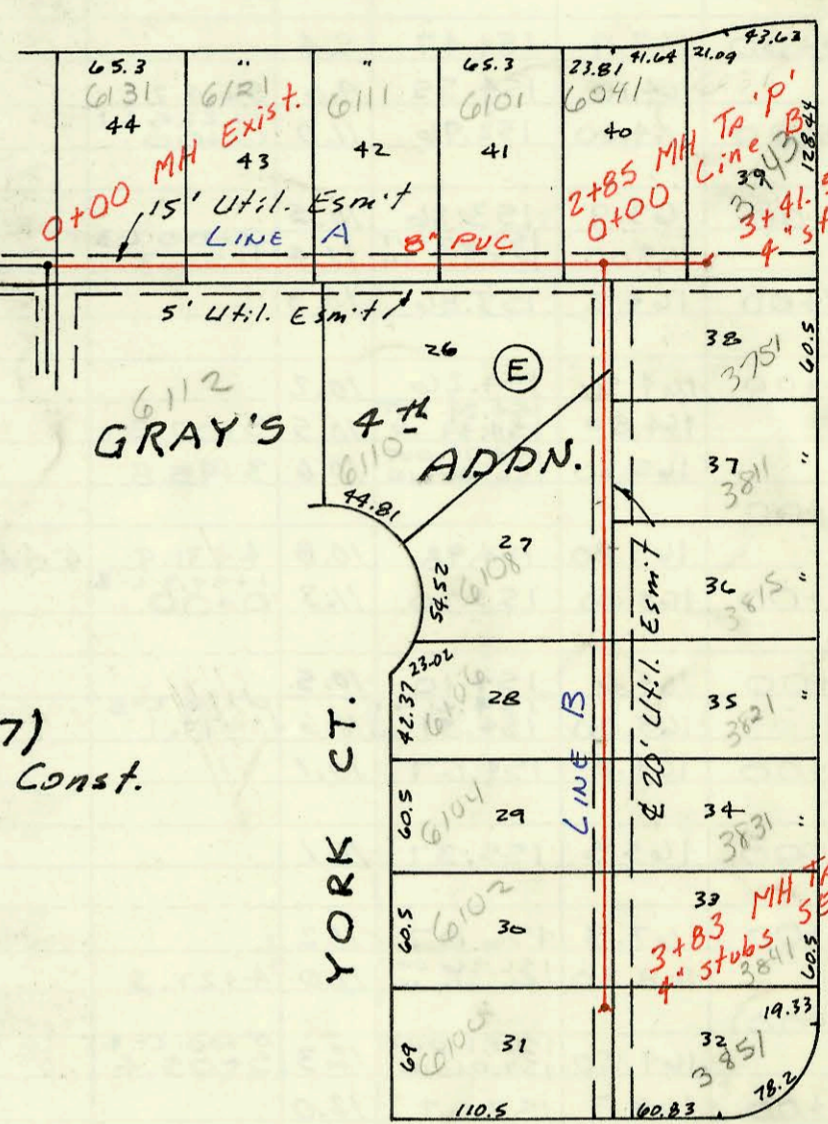 43.63
65.3 " " 65.3 23.81 41.64 21.09
6131 6121 6111 6101 6041
44 43 42 41 40 39
128.44
3743
0+00 MH Exist.
2+85 MH Tp 'P'
0+00 Line B
3+41.
4" st
15' Util. Esm't
LINE A 8" PVC
5' Util. Esm't
26 E 38 3751 60.5
6112
GRAY'S 4th ADDN.
6110
37 3811 "
44.81
27 6108
54.52
36 3815 "
23.02
28 6106
42.37
35 3821 "
7)
Const.
YORK CT.
LINE B
℄ 20' Util. Esm't
60.5 6104 29
34 3831 "
60.5 6102 30
33
3+83 MH
4" stubs
3841 60.5
69 6100 31
32 3851
19.33
78.2
110.5 60.83